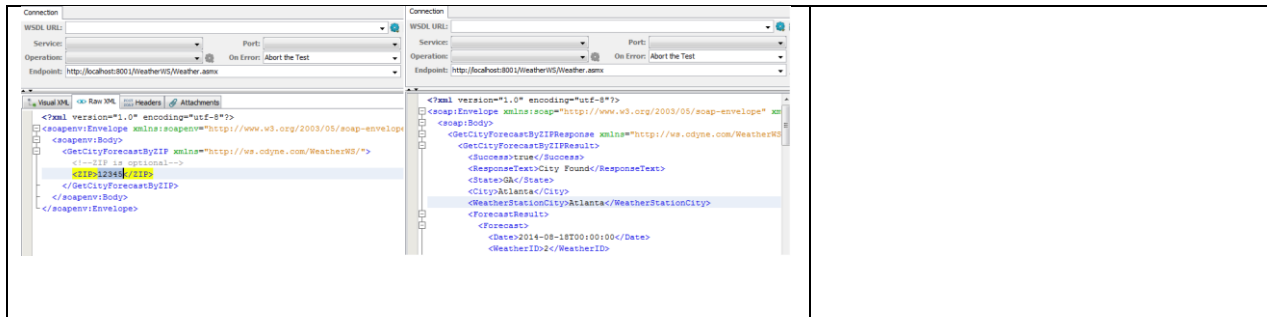 Connection
WSDL URL:
Service: Port:
Operation: On Error: Abort the Test
Endpoint: http://localhost:8001/WeatherWS/Weather.asmx
Visual XML Raw XML Headers Attachments
<?xml version="1.0" encoding="utf-8"?>
<soapenv:Envelope xmlns:soapenv="http://www.w3.org/2003/05/soap-envelope
<soapenv:Body>
<GetCityForecastByZIP xmlns="http://ws.cdyne.com/WeatherWS/">
<!--ZIP is optional-->
<ZIP>12345</ZIP>
</GetCityForecastByZIP>
</soapenv:Body>
</soapenv:Envelope>
Connection
WSDL URL:
Service: Port:
Operation: On Error: Abort the Test
Endpoint: http://localhost:8001/WeatherWS/Weather.asmx
<?xml version="1.0" encoding="utf-8"?>
<soap:Envelope xmlns:soap="http://www.w3.org/2003/05/soap-envelope" xm
<soap:Body>
<GetCityForecastByZIPResponse xmlns="http://ws.cdyne.com/WeatherWS
<GetCityForecastByZIPResult>
<Success>true</Success>
<ResponseText>City Found</ResponseText>
<State>GA</State>
<City>Atlanta</City>
<WeatherStationCity>Atlanta</WeatherStationCity>
<ForecastResult>
<Forecast>
<Date>2014-08-18T00:00:00</Date>
<WeatherID>2</WeatherID>